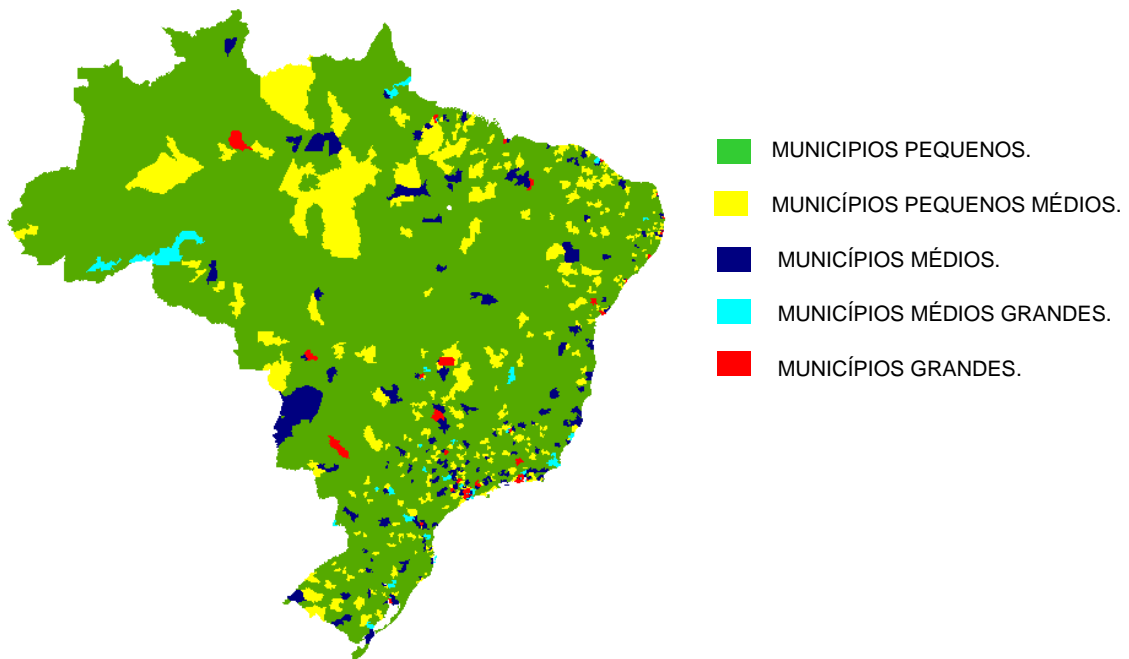 MUNICIPIOS PEQUENOS.
MUNICÍPIOS PEQUENOS MÉDIOS.
MUNICÍPIOS MÉDIOS.
MUNICÍPIOS MÉDIOS GRANDES.
MUNICÍPIOS GRANDES.